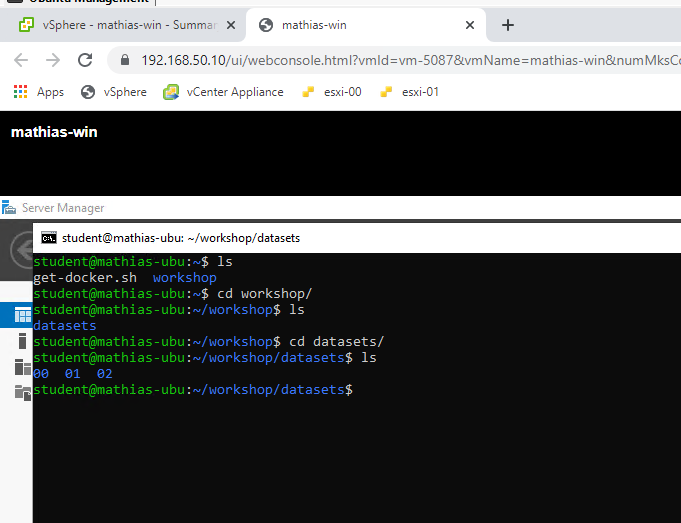 Ubuntu Management
vSphere - mathias-win - Summar
mathias-win
192.168.50.10/ui/webconsole.html?vmId=vm-5087&vmName=mathias-win&numMksCo
Apps vSphere vCenter Appliance esxi-00 esxi-01
mathias-win
Server Manager
student@mathias-ubu: ~/workshop/datasets
student@mathias-ubu:~$ ls
get-docker.sh  workshop
student@mathias-ubu:~$ cd workshop/
student@mathias-ubu:~/workshop$ ls
datasets
student@mathias-ubu:~/workshop$ cd datasets/
student@mathias-ubu:~/workshop/datasets$ ls
00  01  02
student@mathias-ubu:~/workshop/datasets$